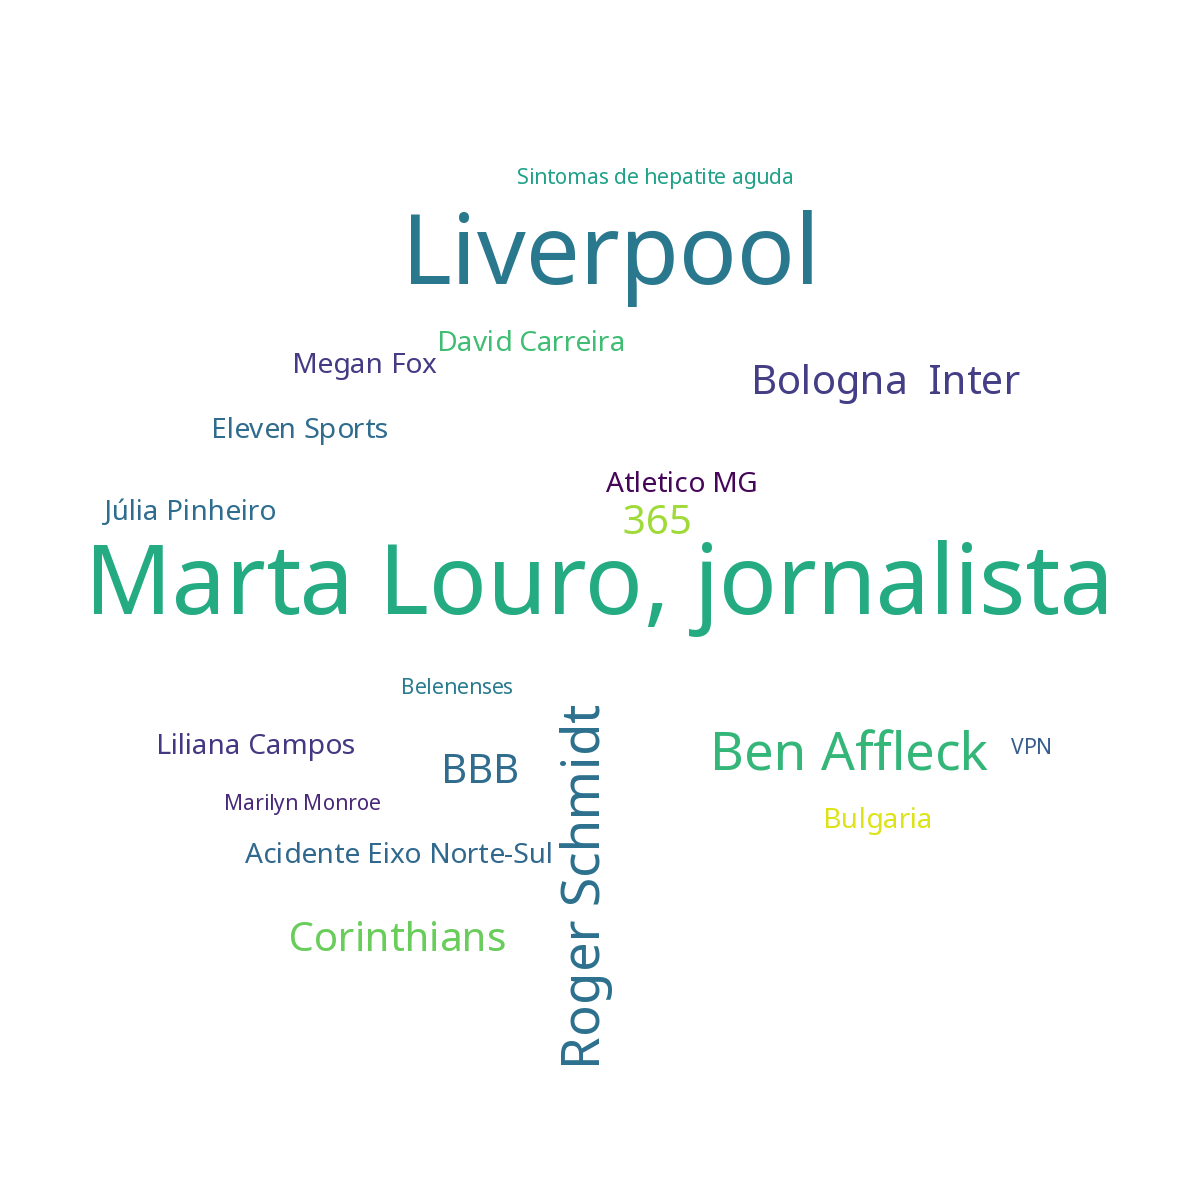 Sintomas de hepatite aguda
Liverpool
David Carreira
Megan Fox
Bologna  Inter
Eleven Sports
Atletico MG
Júlia Pinheiro
365
Marta Louro, jornalista
Belenenses
Roger Schmidt
Liliana Campos
BBB
Ben Affleck
VPN
Marilyn Monroe
Bulgaria
Acidente Eixo Norte-Sul
Corinthians